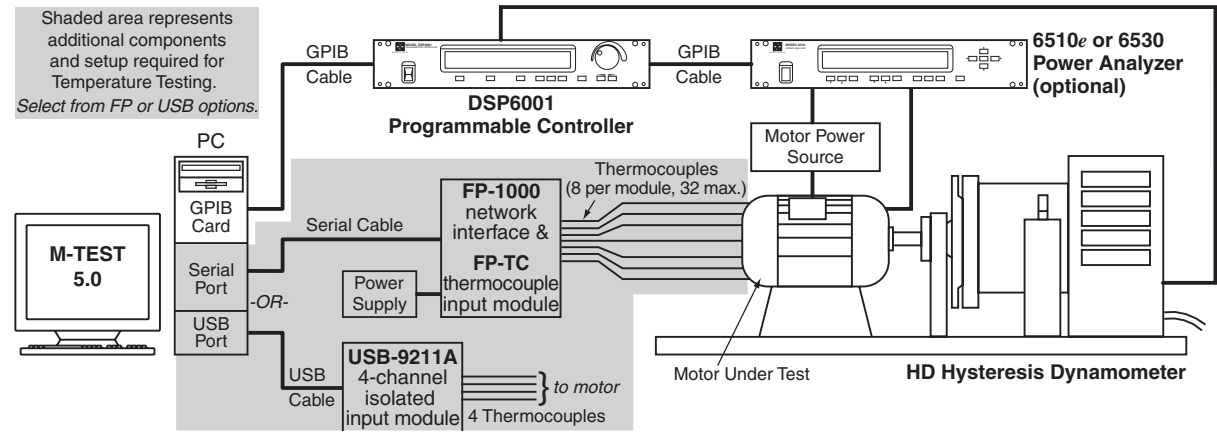 Shaded area represents
additional components
and setup required for
Temperature Testing.
Select from FP or USB options.
GPIB
Cable
MODEL DSP6001
DSP6001
Programmable Controller
GPIB
Cable
MODEL 6510
6510e or 6530
Power Analyzer
(optional)
PC
GPIB
Card
Serial
Port
-OR-
USB
Port
M-TEST
5.0
Serial Cable
FP-1000
network
interface &
FP-TC
thermocouple
input module
Power
Supply
Thermocouples
(8 per module, 32 max.)
Motor Power
Source
USB
Cable
USB-9211A
4-channel
isolated
input module
to motor
4 Thermocouples
Motor Under Test
HD Hysteresis Dynamometer